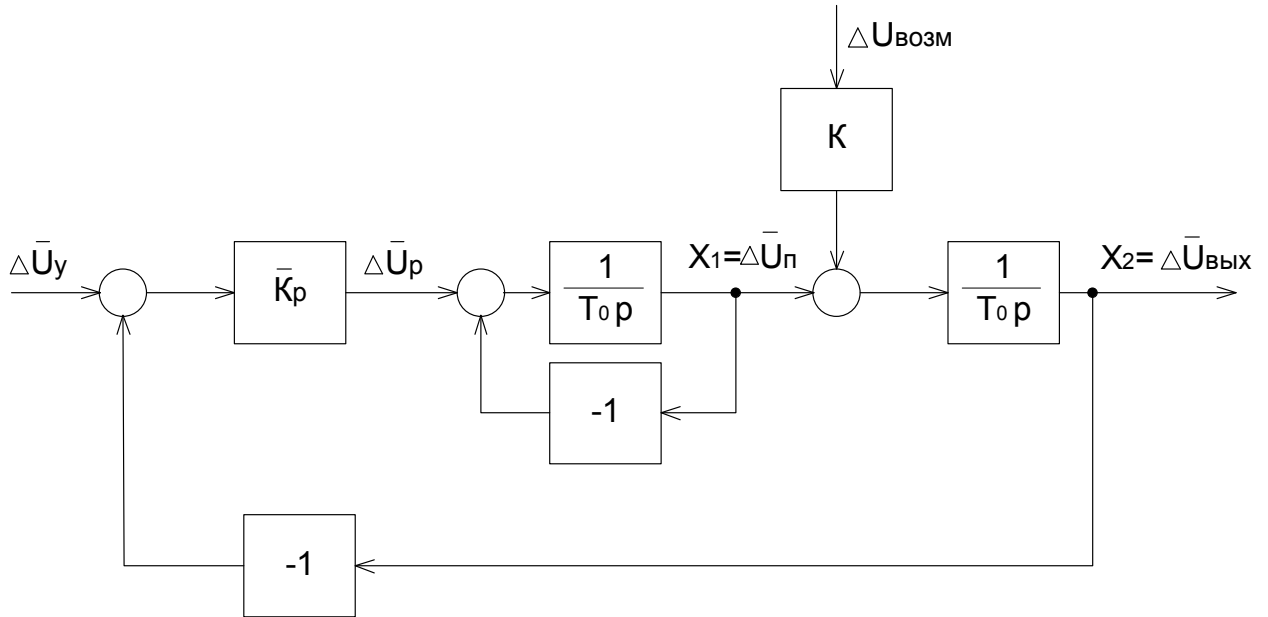 △Uвозм
К
△Ūу
K̄р
△Ūр
1
T₀ p
X₁=△Ūп
1
T₀ p
X₂= △Ūвых
-1
-1